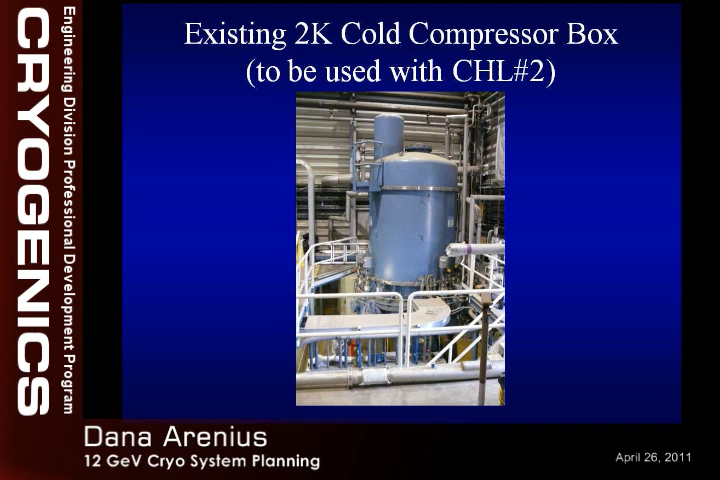 CRYOGENICS
Engineering Division Professional Development Program
Existing 2K Cold Compressor Box
(to be used with CHL#2)
Dana Arenius
12 GeV Cryo System Planning
April 26, 2011